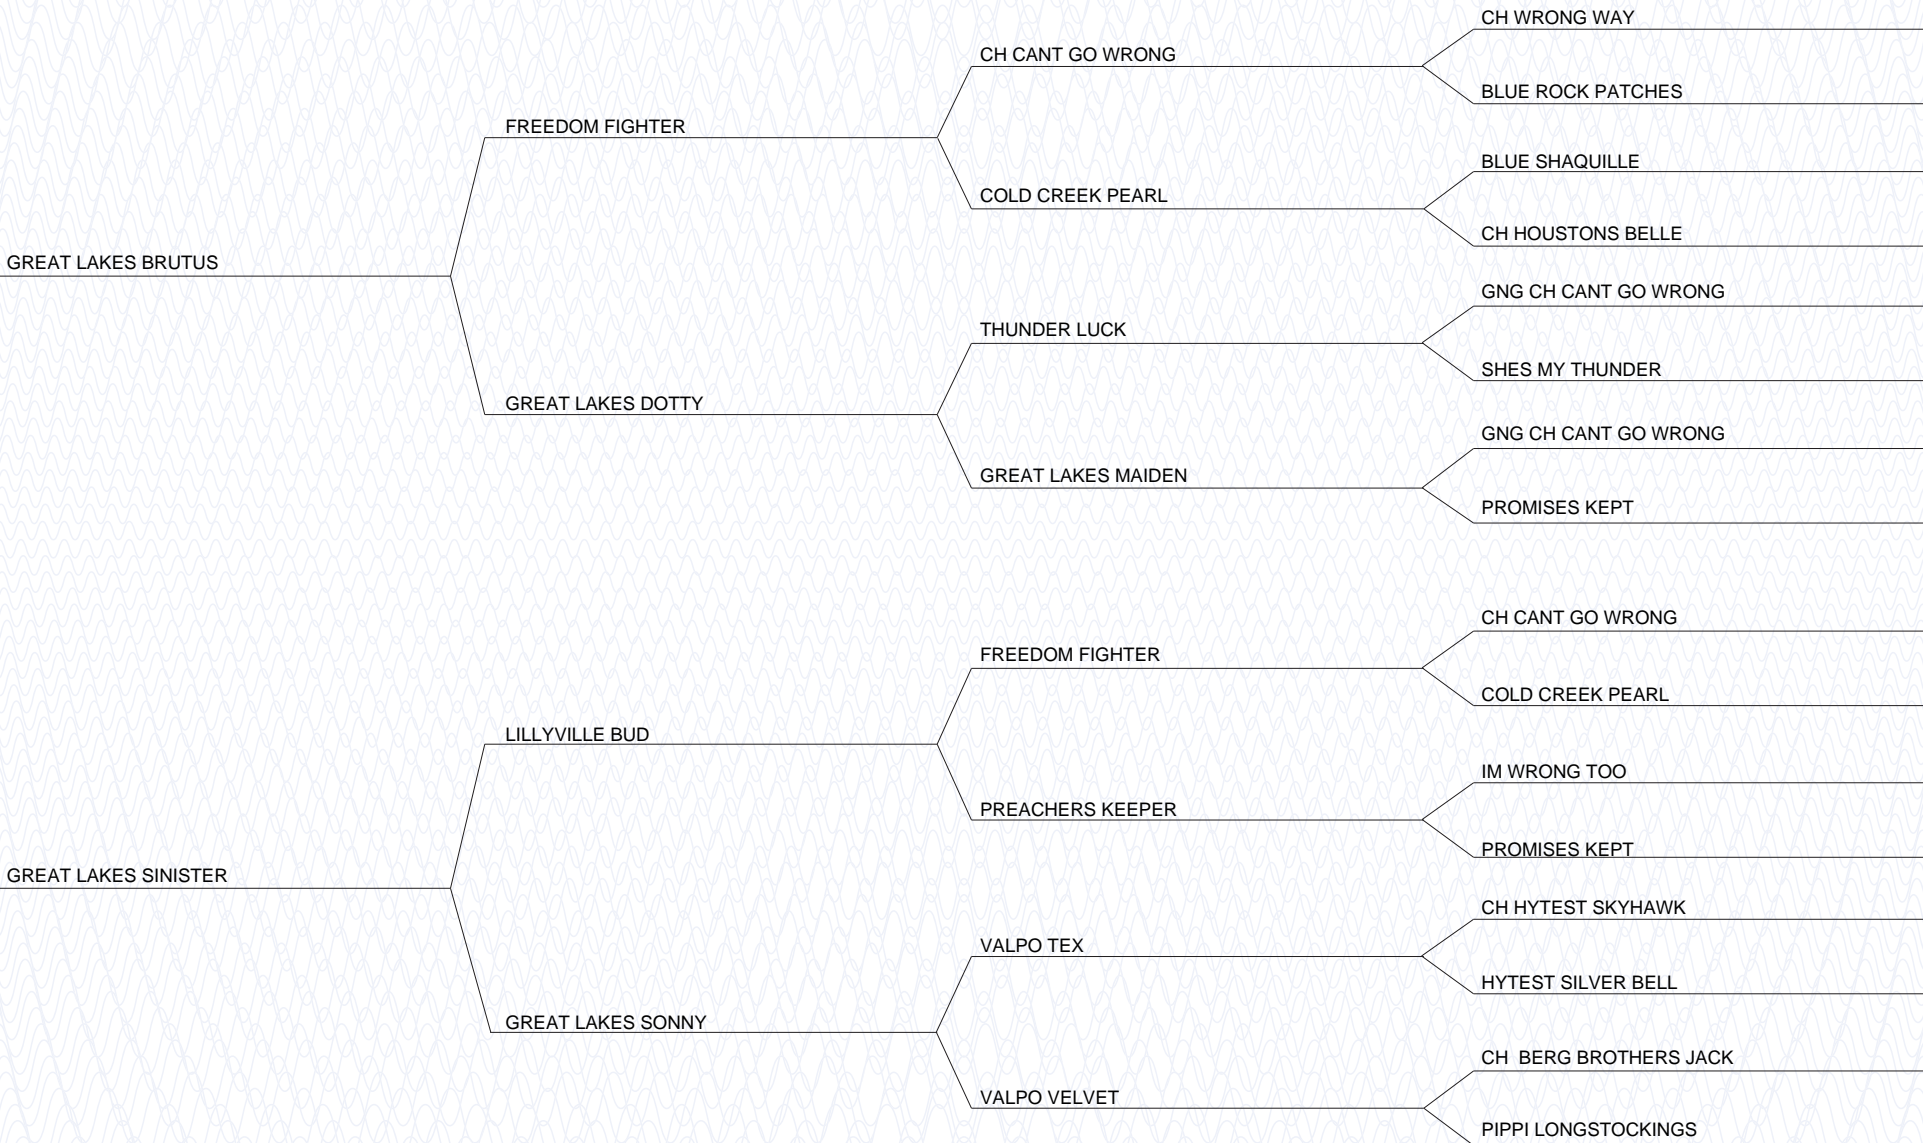 CH WRONG WAY
CH CANT GO WRONG
BLUE ROCK PATCHES
FREEDOM FIGHTER
BLUE SHAQUILLE
COLD CREEK PEARL
CH HOUSTONS BELLE
GREAT LAKES BRUTUS
GNG CH CANT GO WRONG
THUNDER LUCK
SHES MY THUNDER
GREAT LAKES DOTTY
GNG CH CANT GO WRONG
GREAT LAKES MAIDEN
PROMISES KEPT
CH CANT GO WRONG
FREEDOM FIGHTER
COLD CREEK PEARL
LILLYVILLE BUD
IM WRONG TOO
PREACHERS KEEPER
PROMISES KEPT
GREAT LAKES SINISTER
CH HYTEST SKYHAWK
VALPO TEX
HYTEST SILVER BELL
GREAT LAKES SONNY
CH  BERG BROTHERS JACK
VALPO VELVET
PIPPI LONGSTOCKINGS